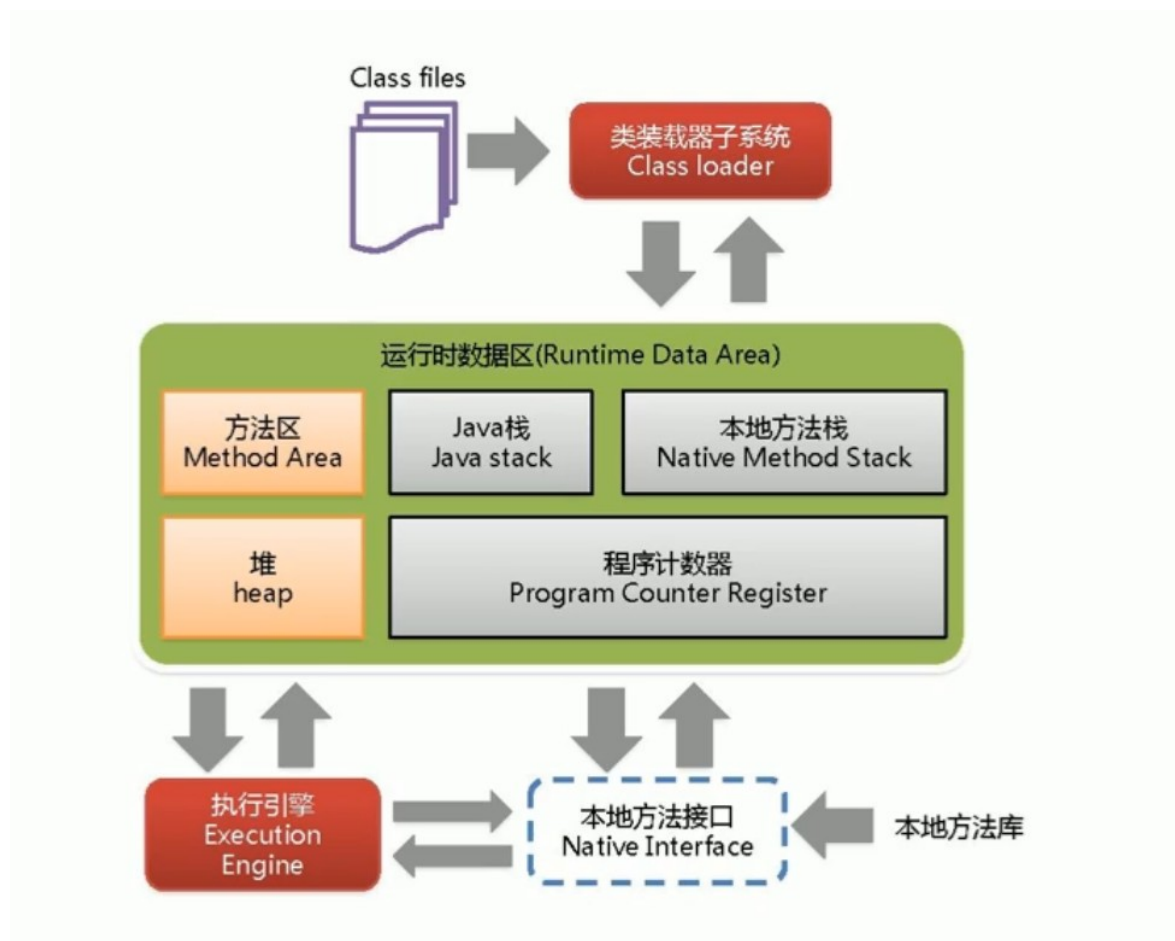 Class files
类装载器子系统
Class loader
运行时数据区(Runtime Data Area)
方法区
Method Area
Java栈
Java stack
本地方法栈
Native Method Stack
堆
heap
程序计数器
Program Counter Register
执行引擎
Execution
Engine
本地方法接口
Native Interface
本地方法库